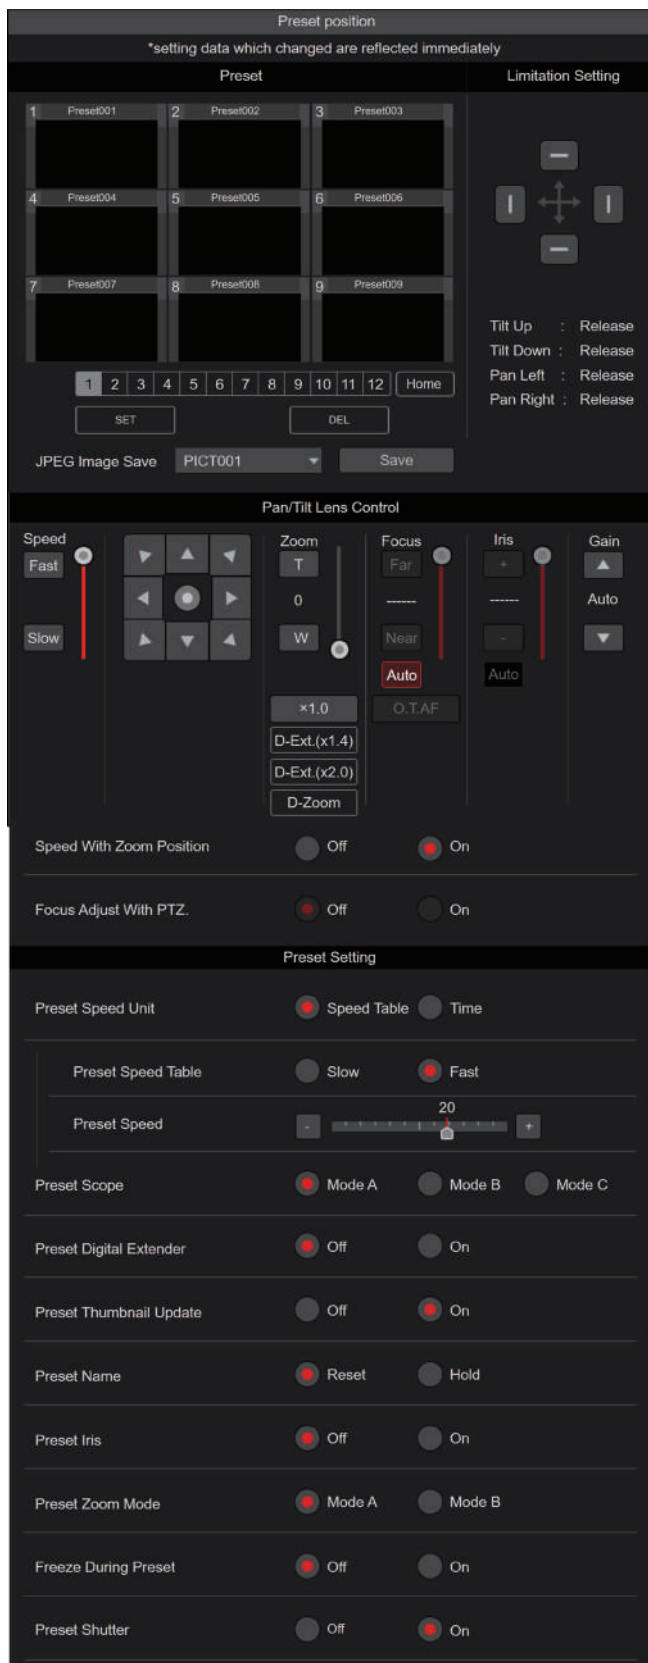 Preset position
*setting data which changed are reflected immediately
Preset
Limitation Setting
1 Preset001 2 Preset002 3 Preset003
4 Preset004 5 Preset005 6 Preset006
7 Preset007 8 Preset008 9 Preset009
Tilt Up : Release
Tilt Down : Release
Pan Left : Release
Pan Right : Release
1 2 3 4 5 6 7 8 9 10 11 12 Home
SET DEL
JPEG Image Save PICT001 Save
Pan/Tilt Lens Control
Speed
Fast
Slow
Zoom
T
0
W
×1.0
D-Ext.(x1.4)
D-Ext.(x2.0)
D-Zoom
Focus
Far
------
Near
Auto
O.T.AF
Iris
+
------
-
Auto
Gain
Auto
Speed With Zoom Position Off On
Focus Adjust With PTZ. Off On
Preset Setting
Preset Speed Unit Speed Table Time
Preset Speed Table Slow Fast
20
Preset Speed - +
Preset Scope Mode A Mode B Mode C
Preset Digital Extender Off On
Preset Thumbnail Update Off On
Preset Name Reset Hold
Preset Iris Off On
Preset Zoom Mode Mode A Mode B
Freeze During Preset Off On
Preset Shutter Off On